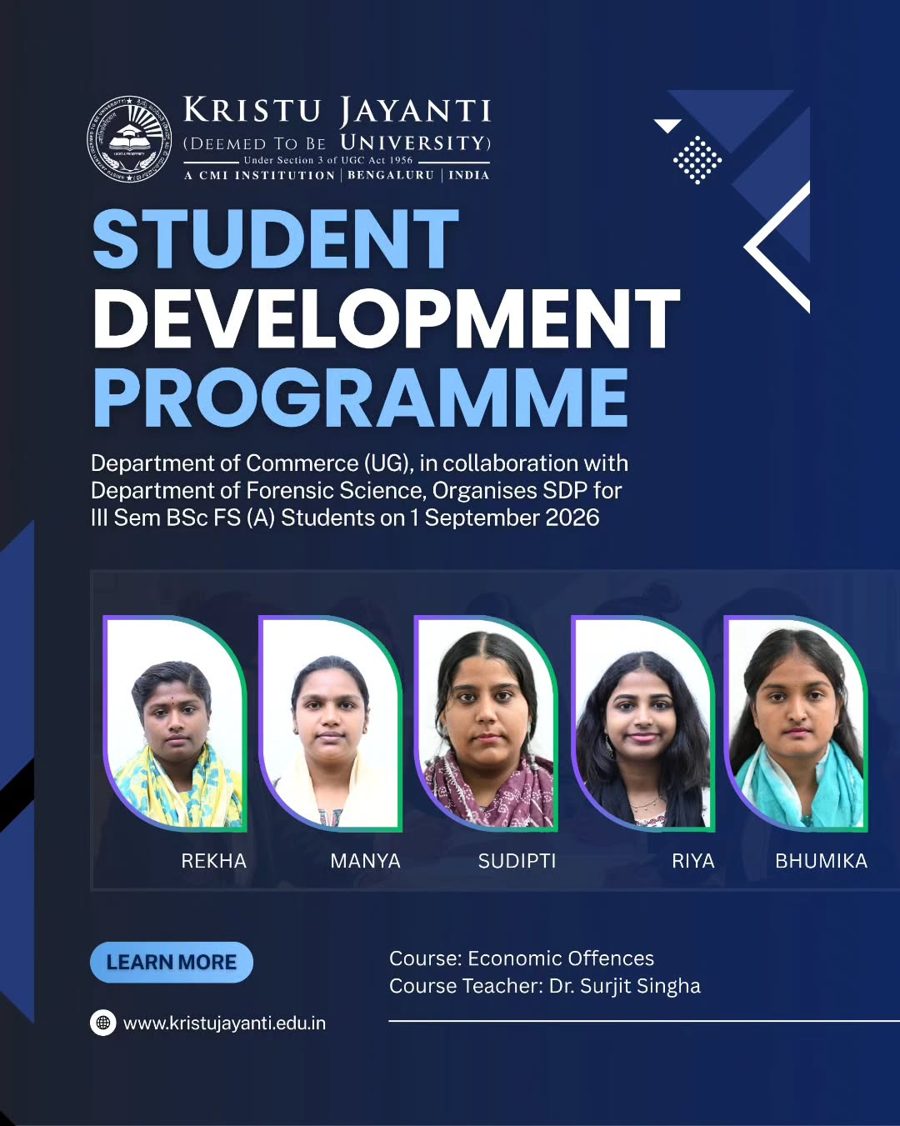 KRISTU JAYANTI
(DEEMED TO BE UNIVERSITY)
Under Section 3 of UGC Act 1956
A CMI INSTITUTION | BENGALURU | INDIA
STUDENT
DEVELOPMENT
PROGRAMME
Department of Commerce (UG), in collaboration with
Department of Forensic Science, Organises SDP for
III Sem BSc FS (A) Students on 1 September 2026
REKHA
MANYA
SUDIPTI
RIYA
BHUMIKA
LEARN MORE
Course: Economic Offences
Course Teacher: Dr. Surjit Singha
www.kristujayanti.edu.in